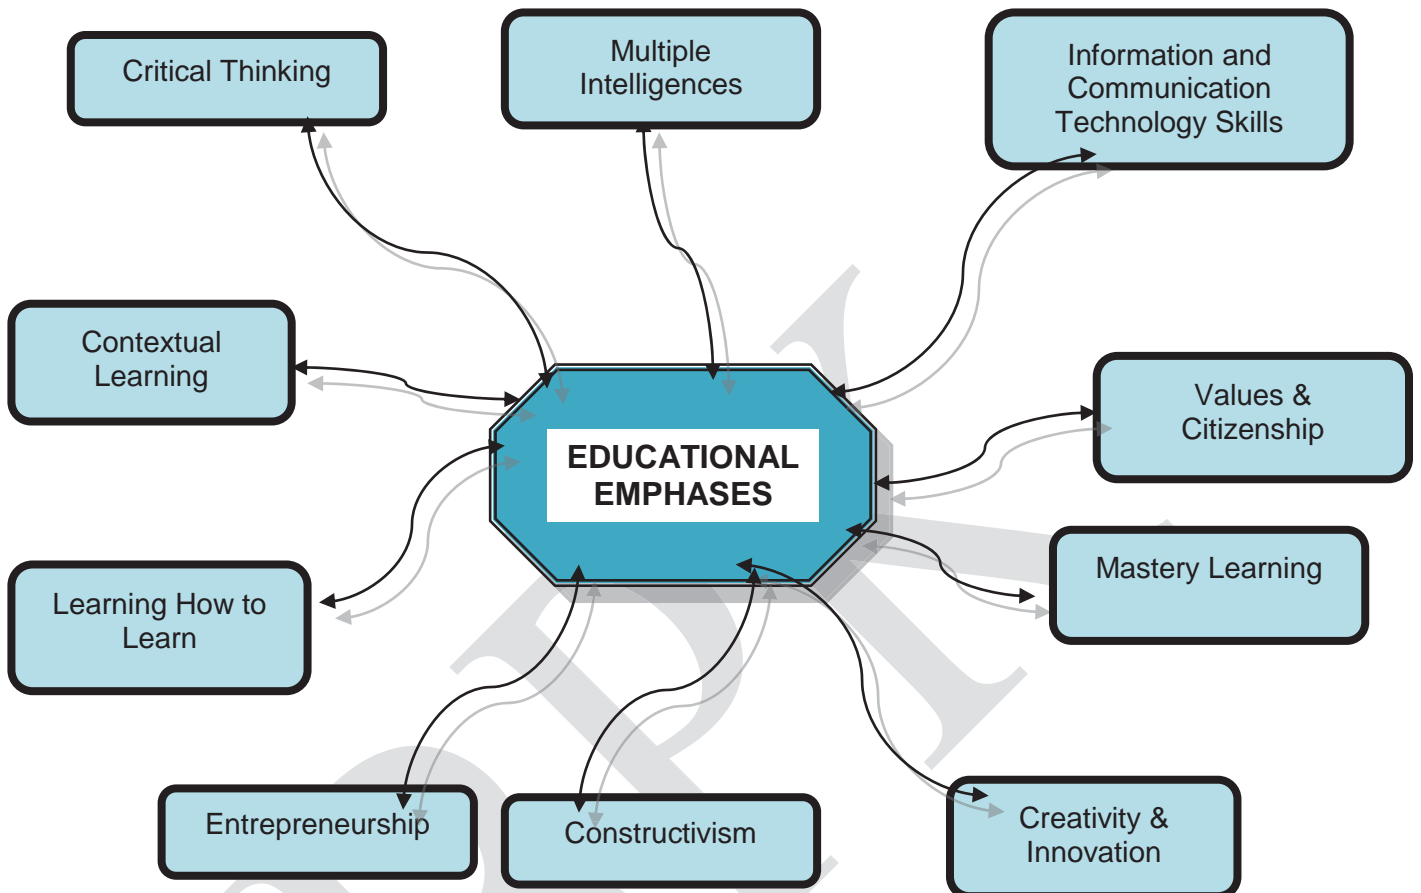 Critical Thinking
Multiple
Intelligences
Information and
Communication
Technology Skills
Contextual
Learning
Values &
Citizenship
EDUCATIONAL
EMPHASES
Mastery Learning
Learning How to
Learn
Entrepreneurship
Constructivism
Creativity &
Innovation